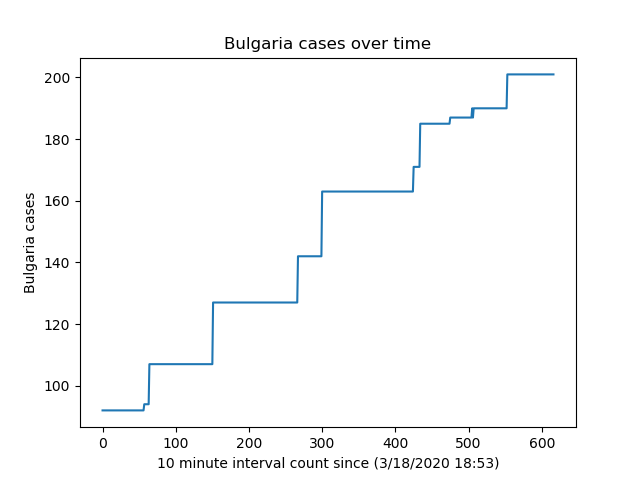 Bulgaria cases over time
200
180
160
140
120
100
Bulgaria cases
0 100 200 300 400 500 600
10 minute interval count since (3/18/2020 18:53)